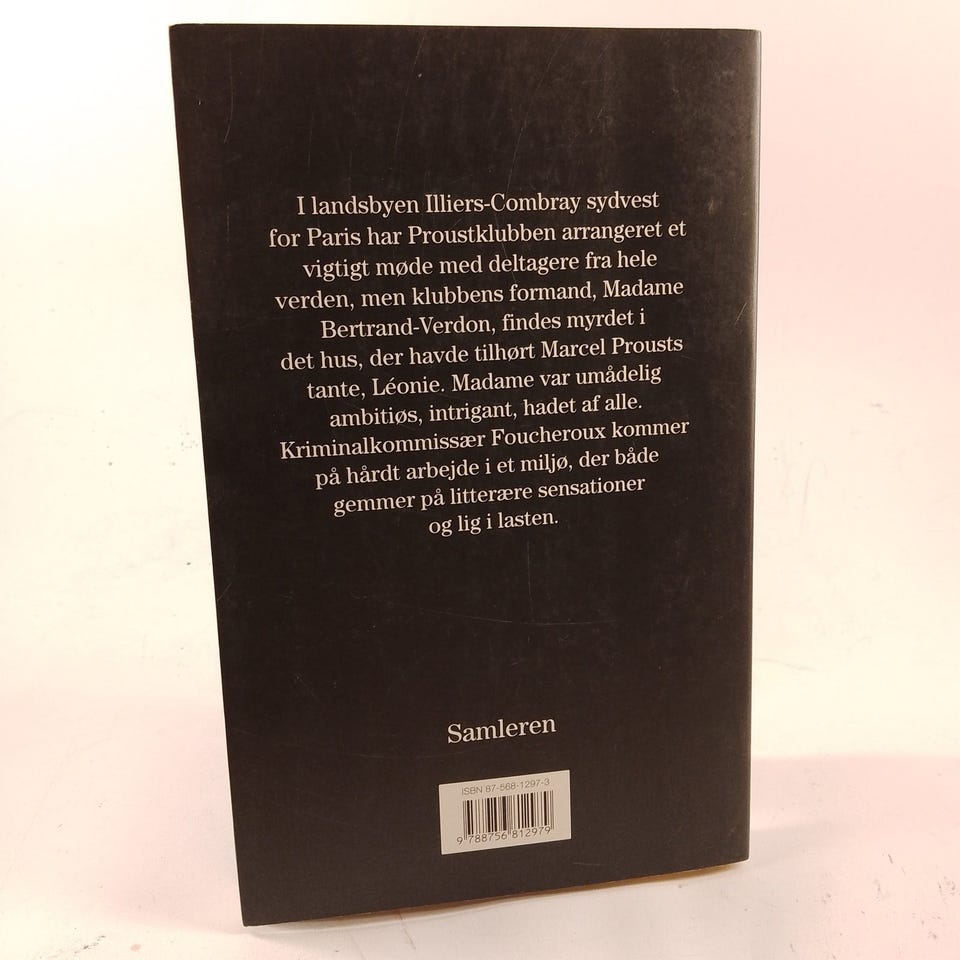 I landsbyen Illiers-Combray sydvest
for Paris har Proustklubben arrangeret et
vigtigt møde med deltagere fra hele
verden, men klubbens formand, Madame
Bertrand-Verdon, findes myrdet i
det hus, der havde tilhørt Marcel Prousts
tante, Léonie. Madame var umådelig
ambitiøs, intrigant, hadet af alle.
Kriminalkommissær Foucheroux kommer
på hårdt arbejde i et miljø, der både
gemmer på litterære sensationer
og lig i lasten.
Samleren
ISBN 87-568-1297-3
9 788756 812979